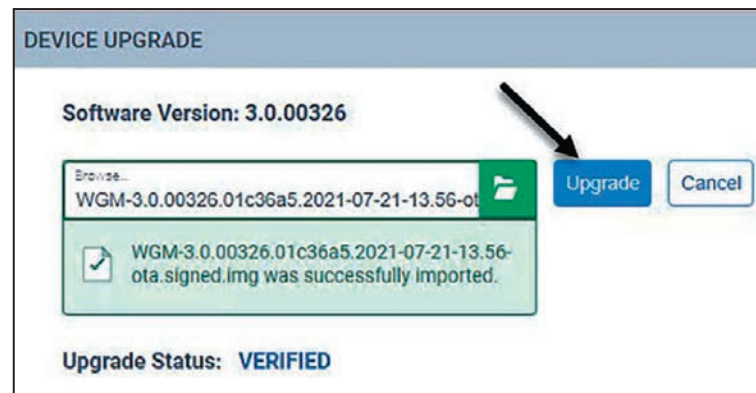 DEVICE UPGRADE
Software Version: 3.0.00326
Browse...
WGM-3.0.00326.01c36a5.2021-07-21-13.56-ot
Upgrade
Cancel
WGM-3.0.00326.01c36a5.2021-07-21-13.56-
ota.signed.img was successfully imported.
Upgrade Status: VERIFIED